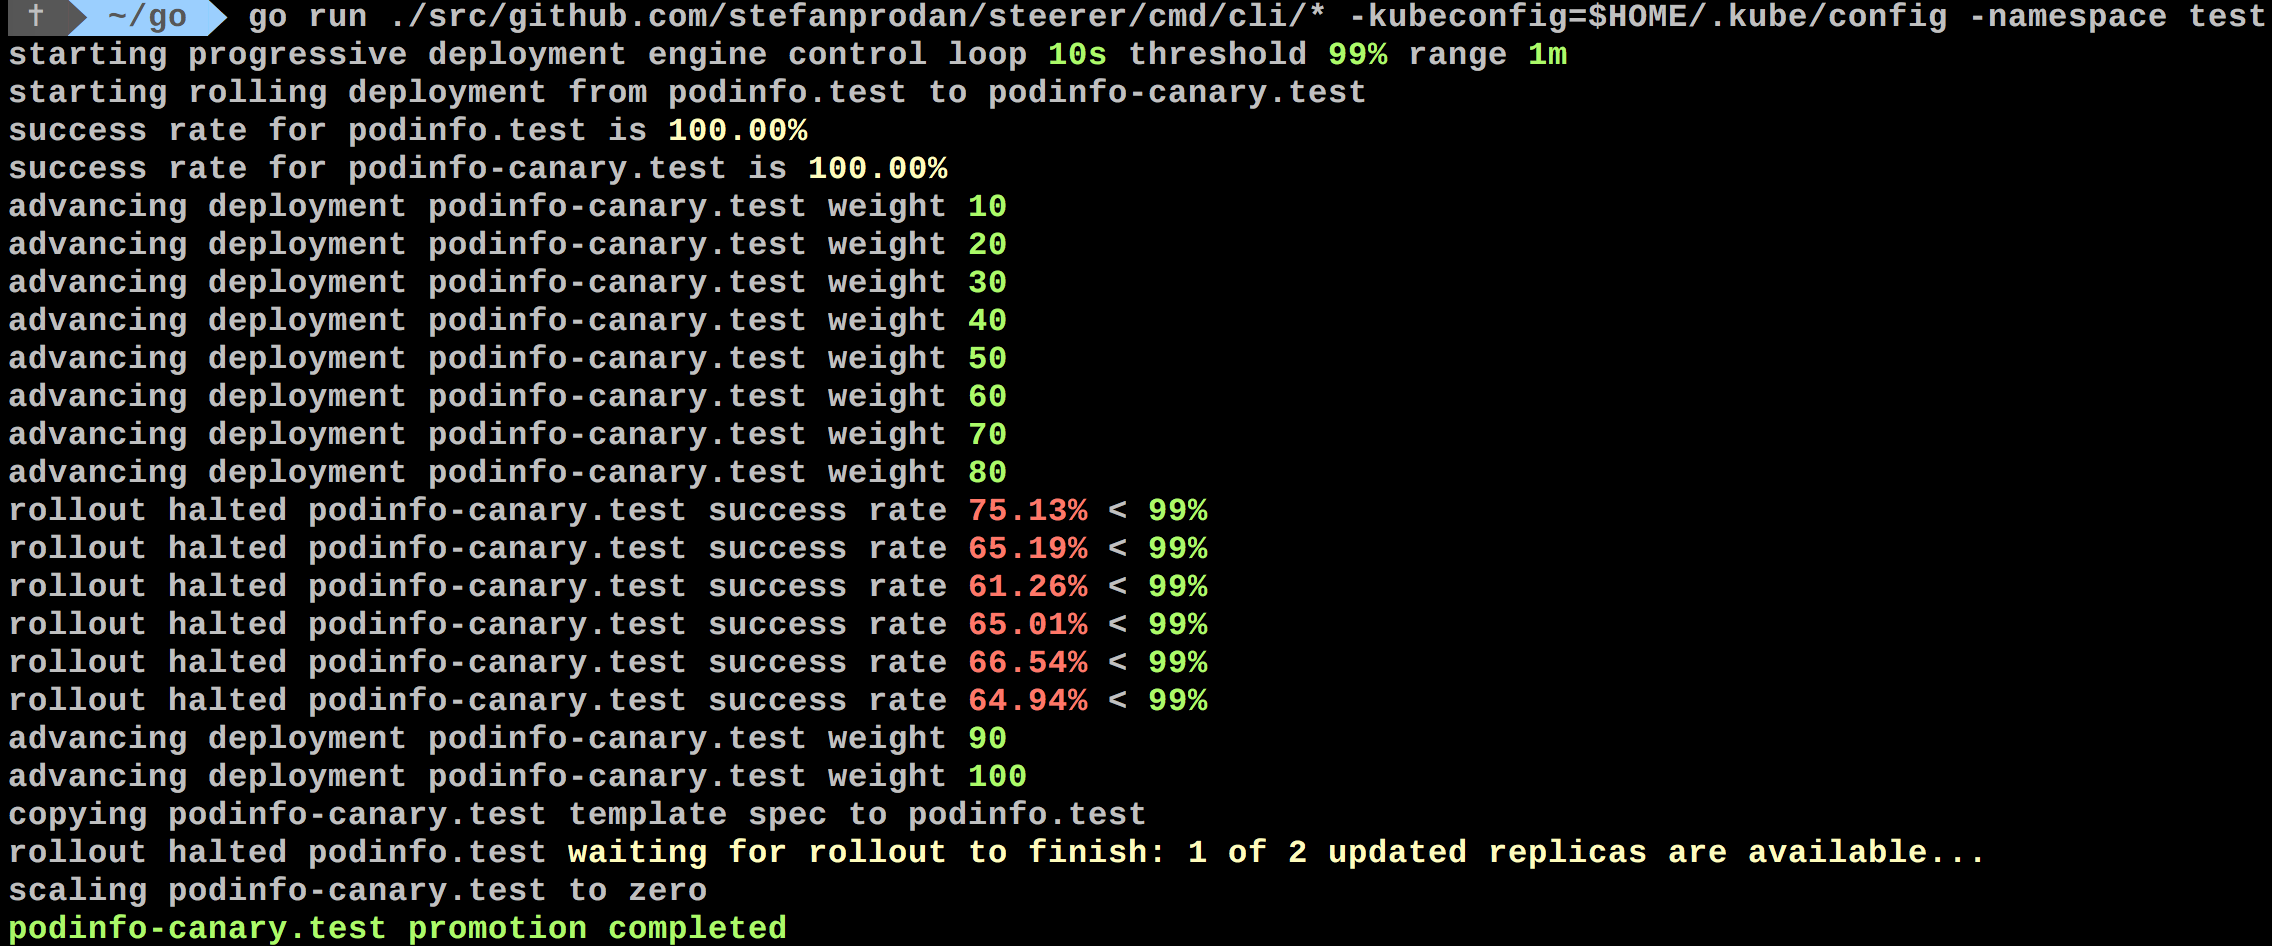 † ~/go go run ./src/github.com/stefanprodan/steerer/cmd/cli/* -kubeconfig=$HOME/.kube/config -namespace test
starting progressive deployment engine control loop 10s threshold 99% range 1m
starting rolling deployment from podinfo.test to podinfo-canary.test
success rate for podinfo.test is 100.00%
success rate for podinfo-canary.test is 100.00%
advancing deployment podinfo-canary.test weight 10
advancing deployment podinfo-canary.test weight 20
advancing deployment podinfo-canary.test weight 30
advancing deployment podinfo-canary.test weight 40
advancing deployment podinfo-canary.test weight 50
advancing deployment podinfo-canary.test weight 60
advancing deployment podinfo-canary.test weight 70
advancing deployment podinfo-canary.test weight 80
rollout halted podinfo-canary.test success rate 75.13% < 99%
rollout halted podinfo-canary.test success rate 65.19% < 99%
rollout halted podinfo-canary.test success rate 61.26% < 99%
rollout halted podinfo-canary.test success rate 65.01% < 99%
rollout halted podinfo-canary.test success rate 66.54% < 99%
rollout halted podinfo-canary.test success rate 64.94% < 99%
advancing deployment podinfo-canary.test weight 90
advancing deployment podinfo-canary.test weight 100
copying podinfo-canary.test template spec to podinfo.test
rollout halted podinfo.test waiting for rollout to finish: 1 of 2 updated replicas are available...
scaling podinfo-canary.test to zero
podinfo-canary.test promotion completed